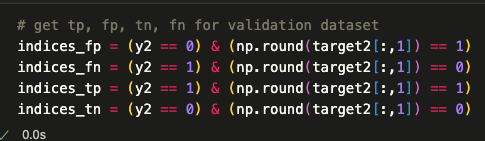 # get tp, fp, tn, fn for validation dataset
indices_fp = (y2 == 0) & (np.round(target2[:,1]) == 1)
indices_fn = (y2 == 1) & (np.round(target2[:,1]) == 0)
indices_tp = (y2 == 1) & (np.round(target2[:,1]) == 1)
indices_tn = (y2 == 0) & (np.round(target2[:,1]) == 0)
✓ 0.0s